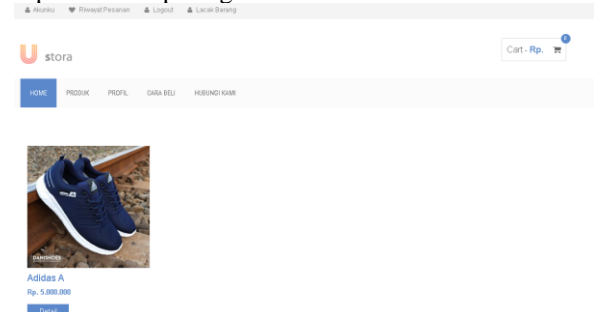 Akunku Riwayat Pesanan Logout Lacak Barang
U stora
Cart - Rp. 0
HOME PRODUK PROFIL CARA BELI HUBUNGI KAMI
Adidas A
Rp. 5.000.000
Detail